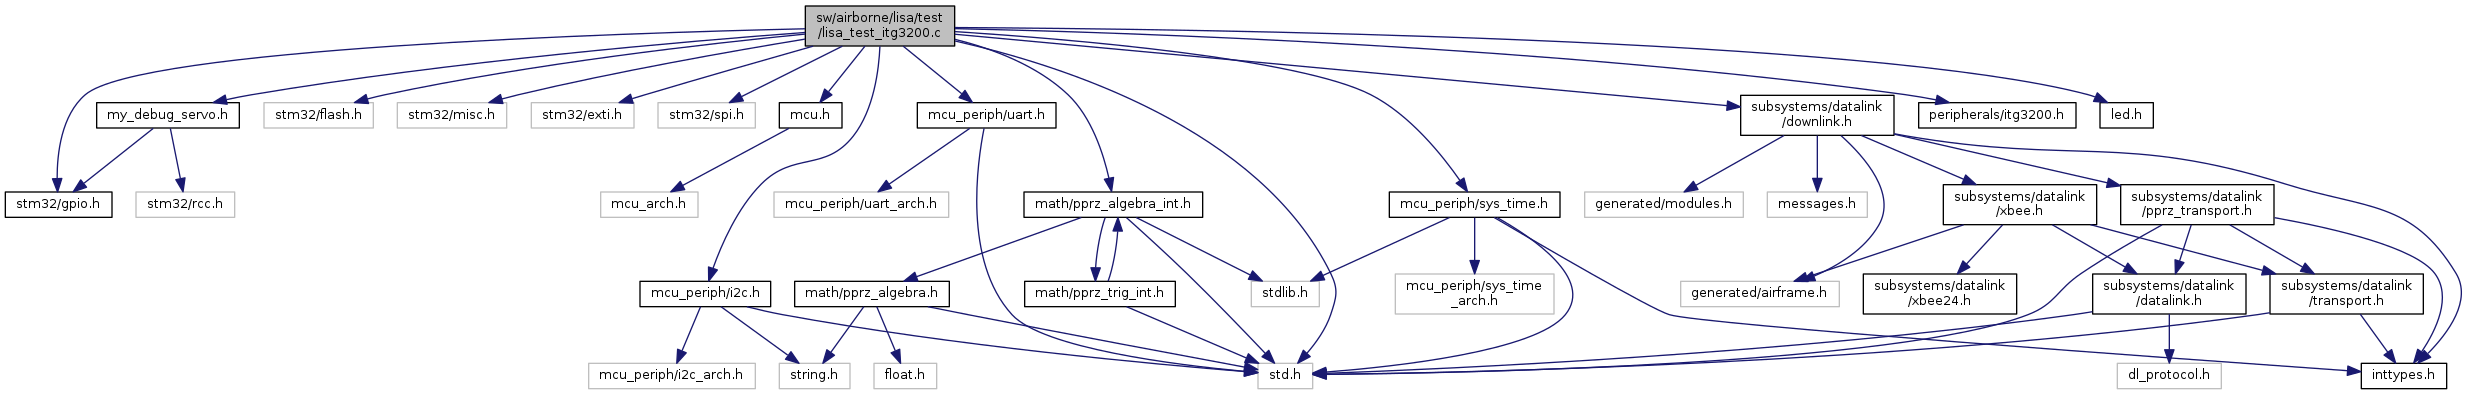 sw/airborne/lisa/test
/lisa_test_itg3200.c
my_debug_servo.h
stm32/flash.h
stm32/misc.h
stm32/exti.h
stm32/spi.h
mcu.h
mcu_periph/uart.h
subsystems/datalink
/downlink.h
peripherals/itg3200.h
led.h
stm32/gpio.h
stm32/rcc.h
mcu_arch.h
mcu_periph/uart_arch.h
math/pprz_algebra_int.h
mcu_periph/sys_time.h
generated/modules.h
messages.h
subsystems/datalink
/xbee.h
subsystems/datalink
/pprz_transport.h
mcu_periph/i2c.h
math/pprz_algebra.h
math/pprz_trig_int.h
stdlib.h
mcu_periph/sys_time
_arch.h
generated/airframe.h
subsystems/datalink
/xbee24.h
subsystems/datalink
/datalink.h
subsystems/datalink
/transport.h
mcu_periph/i2c_arch.h
string.h
float.h
std.h
dl_protocol.h
inttypes.h